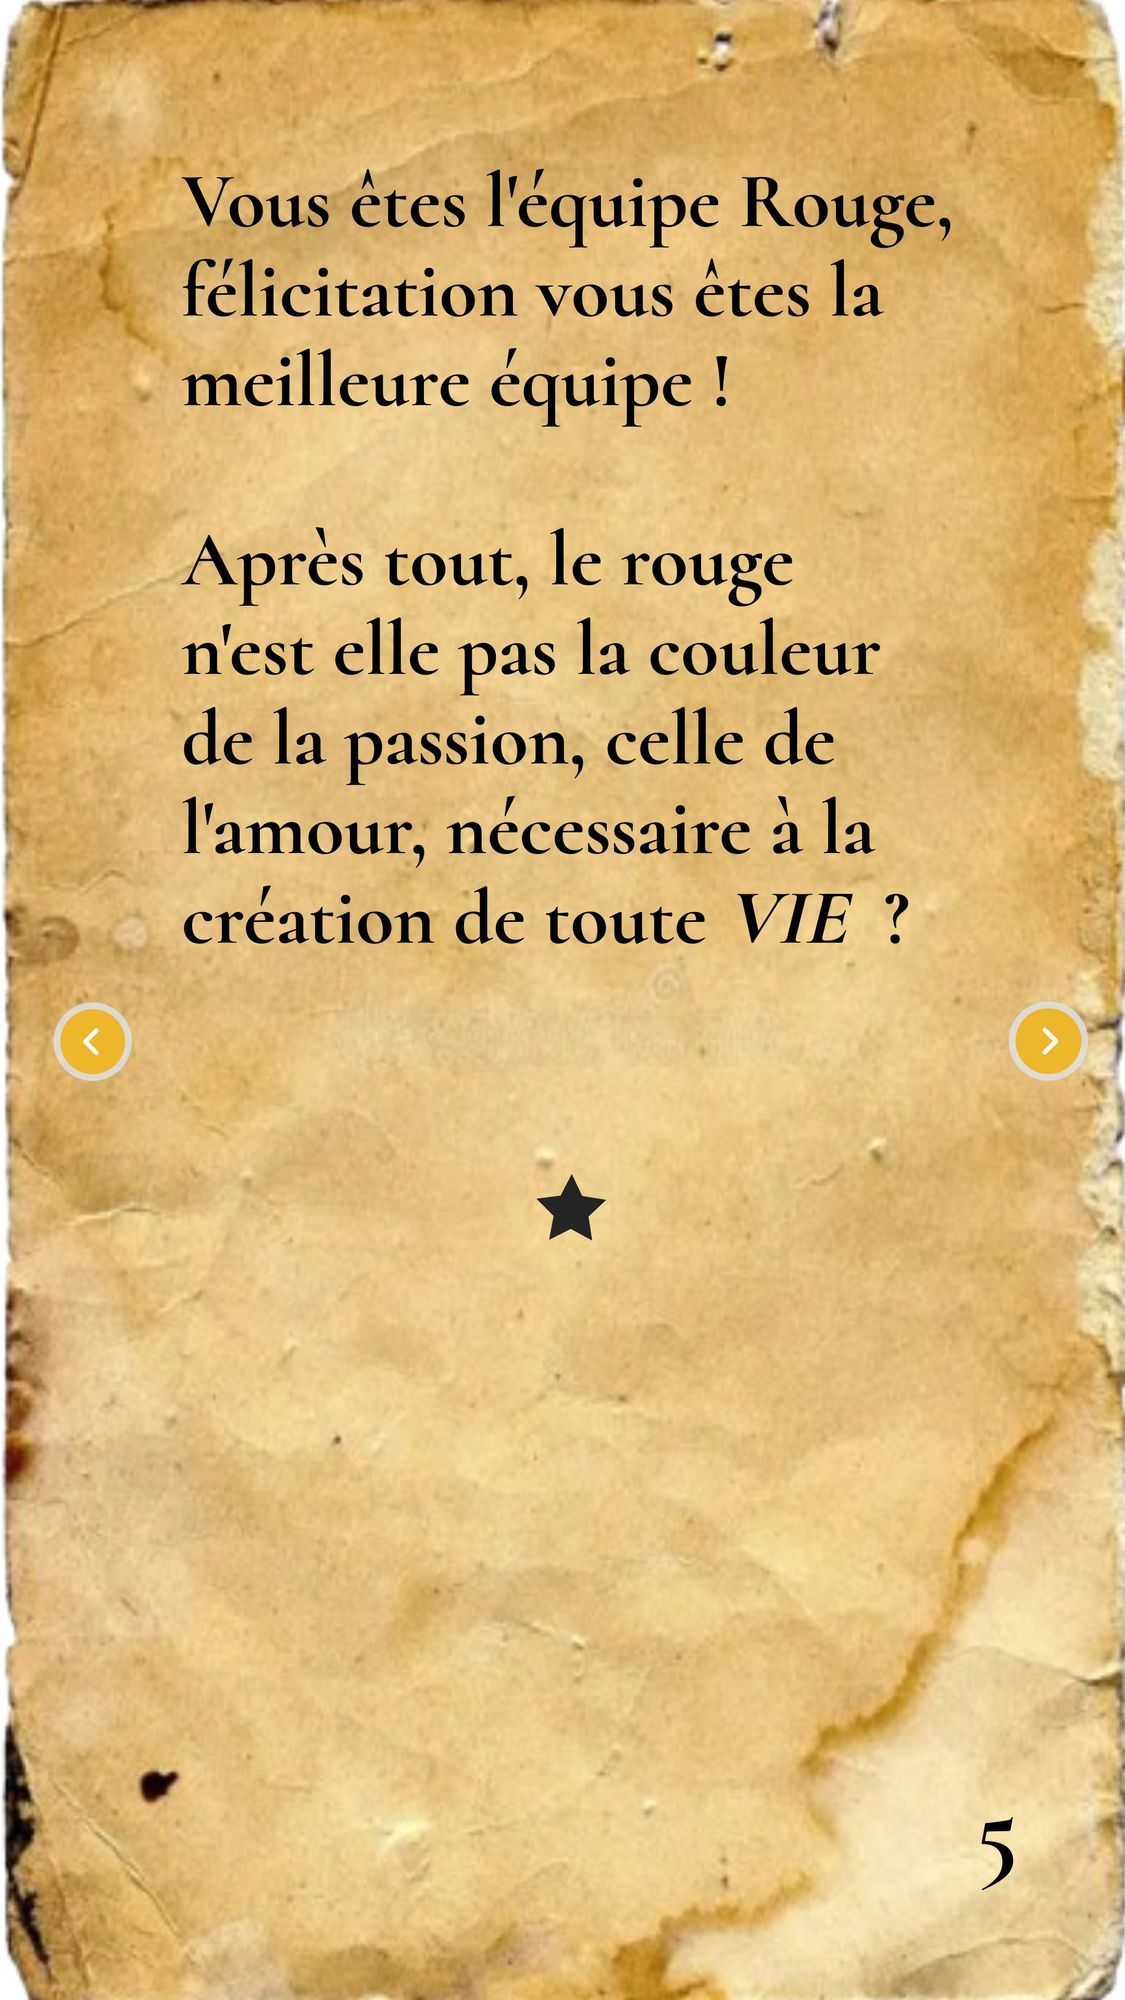 Vous êtes l'équipe Rouge,
félicitation vous êtes la
meilleure équipe !
Après tout, le rouge
n'est elle pas la couleur
de la passion, celle de
l'amour, nécessaire à la
création de toute VIE ?
5